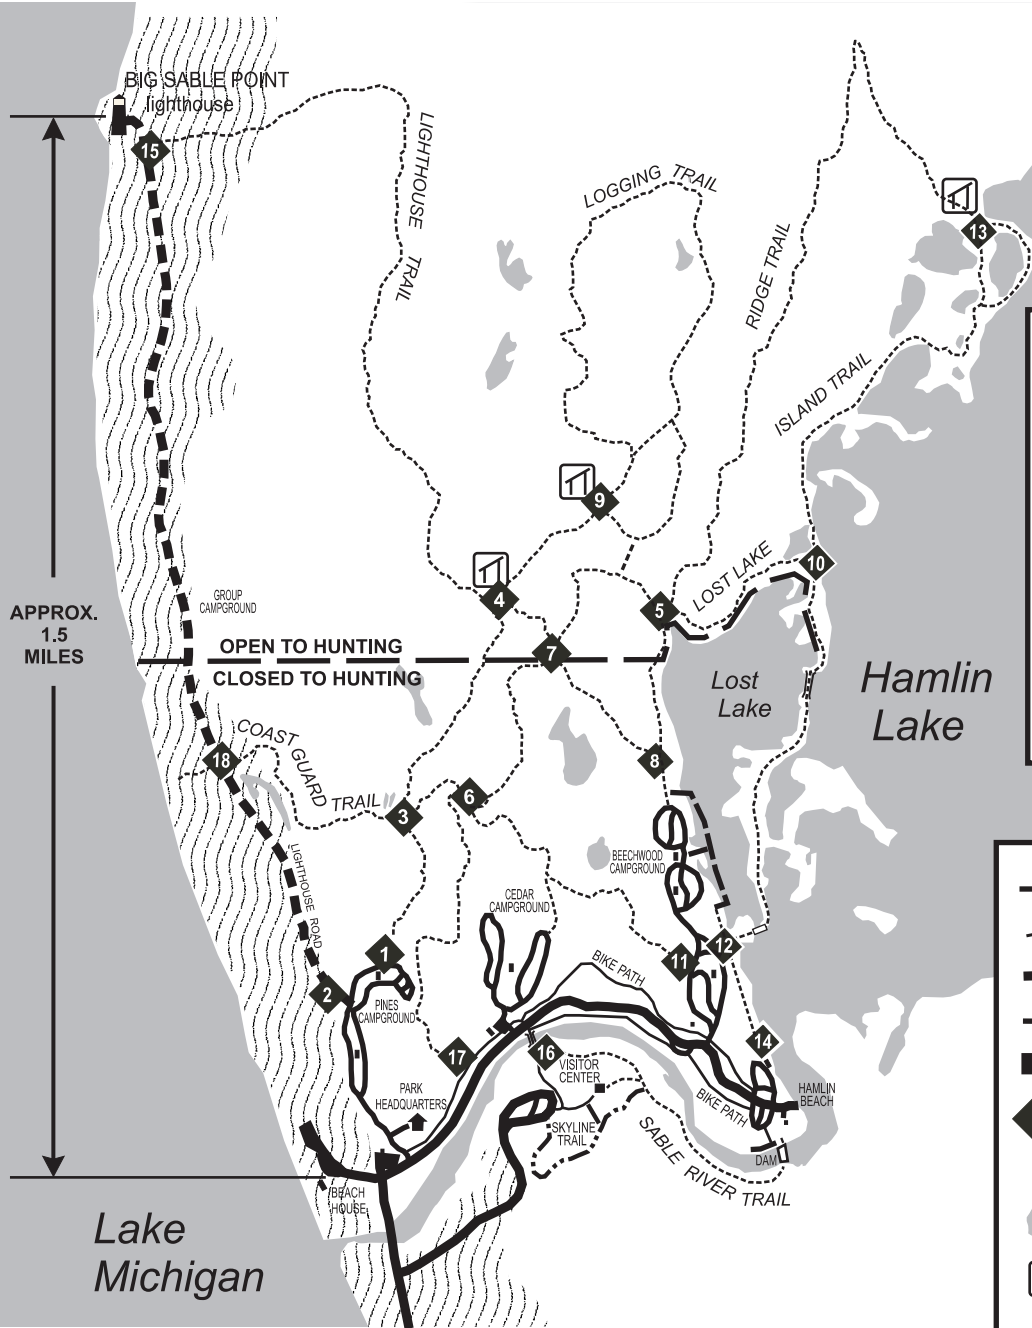 BIG SABLE POINT
lighthouse
15
LIGHTHOUSE
TRAIL
LOGGING TRAIL
RIDGE TRAIL
13
ISLAND TRAIL
9
10
LOST LAKE
4
5
GROUP
CAMPGROUND
APPROX.
1.5
MILES
OPEN TO HUNTING
CLOSED TO HUNTING
7
Lost
Lake
Hamlin
Lake
COAST
GUARD
TRAIL
18
8
6
3
LIGHTHOUSE ROAD
BEECHWOOD
CAMPGROUND
CEDAR
CAMPGROUND
1
2
BIKE PATH
11
12
PINES
CAMPGROUND
17
16
14
VISITOR
CENTER
PARK
HEADQUARTERS
HAMLIN
BEACH
BIKE PATH
SKYLINE
TRAIL
SABLE RIVER TRAIL
DAM
BEACH
HOUSE
Lake
Michigan